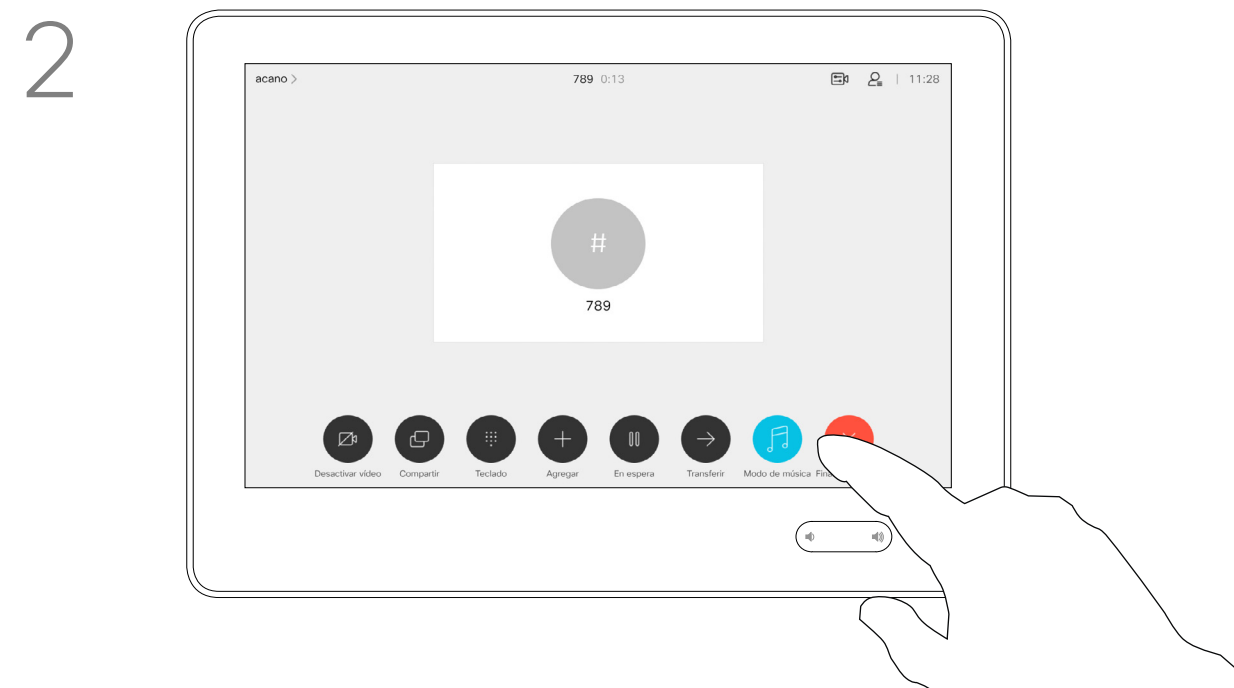 2
acano >
789 0:13
11:28
#
789
Desactivar vídeo Compartir Teclado Agregar En espera Transferir Modo de música